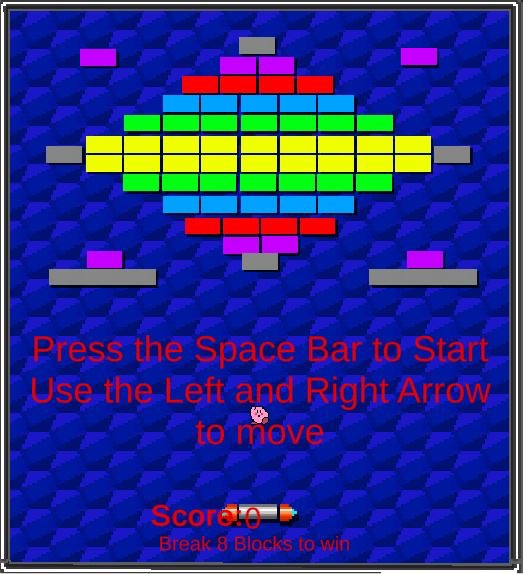 Press the Space Bar to Start
Use the Left and Right Arrow
to move
Score:0
Break 8 Blocks to win